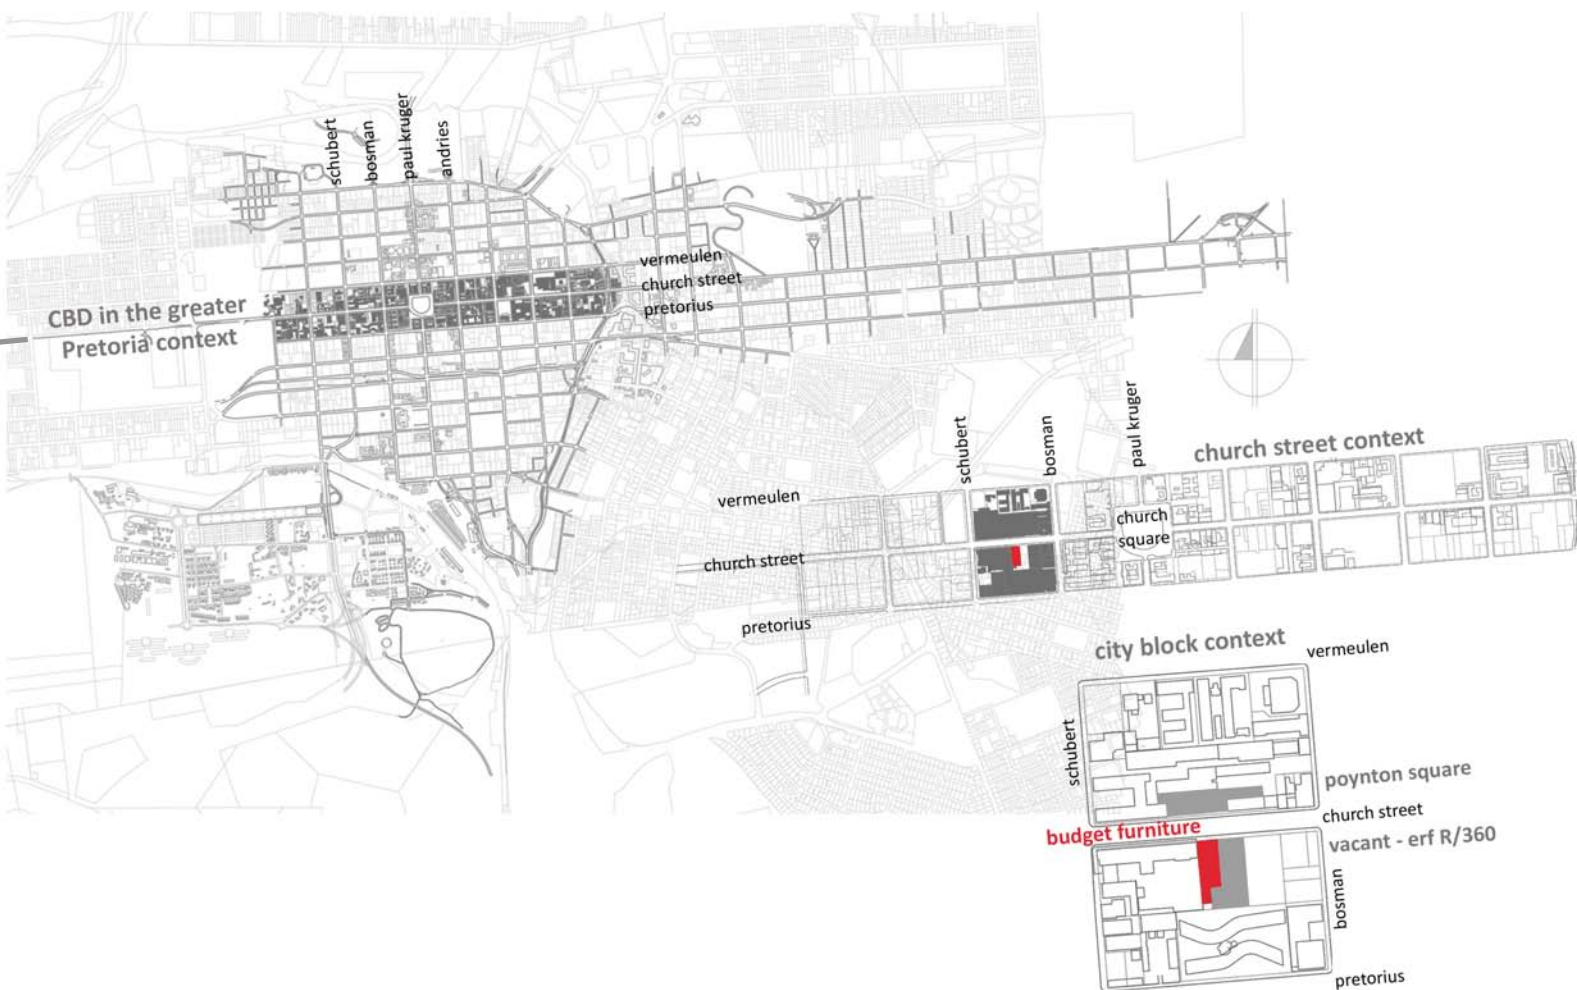 schubert
bosman
paul kruger
andries
vermeulen
church street
pretorius
CBD in the greater
Pretoria context
schubert
bosman
paul kruger
church street context
vermeulen
church
square
church street
pretorius
city block context
vermeulen
schubert
poynton square
church street
budget furniture
vacant - erf R/360
bosman
pretorius